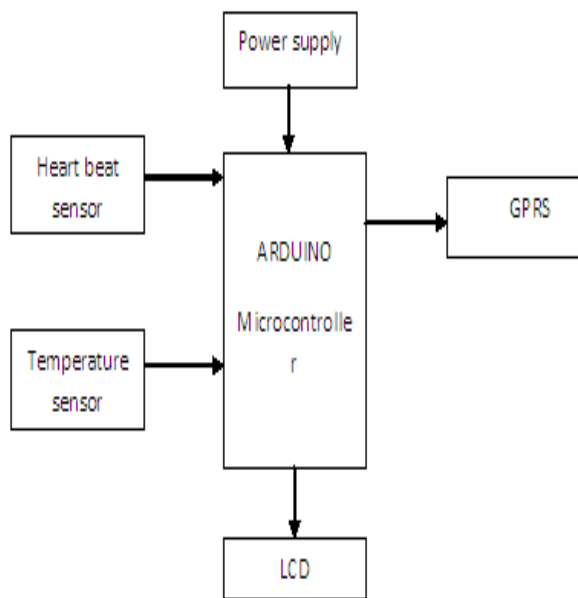 Power supply
Heart beat
sensor
GPRS
ARDUINO
Microcontrolle
r
Temperature
sensor
LCD